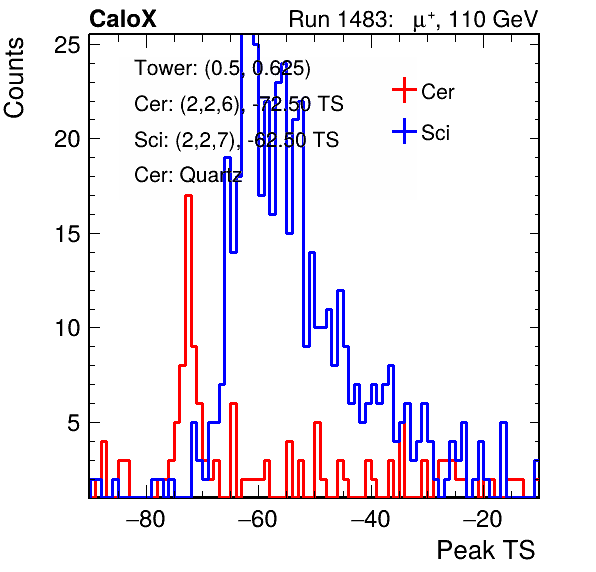 CaloX Run 1483: μ⁺, 110 GeV
Counts
25
20
15
10
5
Tower: (0.5, 0.625)
Cer: (2,2,6), -72.50 TS
Sci: (2,2,7), -62.50 TS
Cer: Quartz
Cer
Sci
−80 −60 −40 −20
Peak TS